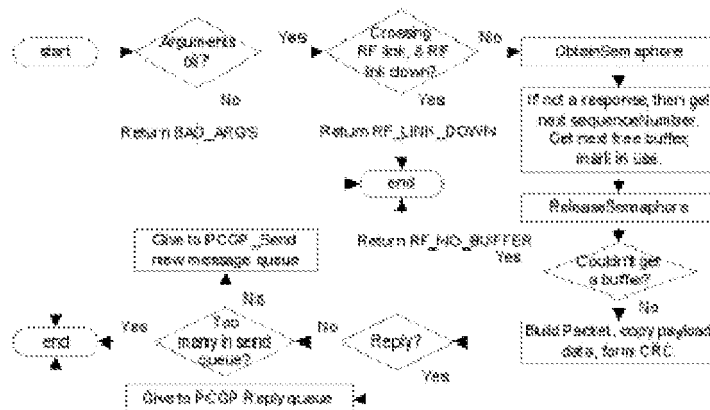 start
Arguments
ok?
Yes
Crossing
RF link, & RF
link down?
No
ObtainSemaphore
No
Yes
If not a response, then get
next sequenceNumber.
Get next free buffer,
mark in use.
Return BAD_ARGS
Return RF_LINK_DOWN
end
ReleaseSemaphore
Return RF_NO_BUFFER
Yes
Couldn't get
a buffer?
No
Give to PCGP_Send
new message queue
No
end
Yes
Too
many in send
queue?
No
Reply?
Yes
Build Packet, copy payload
data, form CRC.
Give to PCGP Reply queue